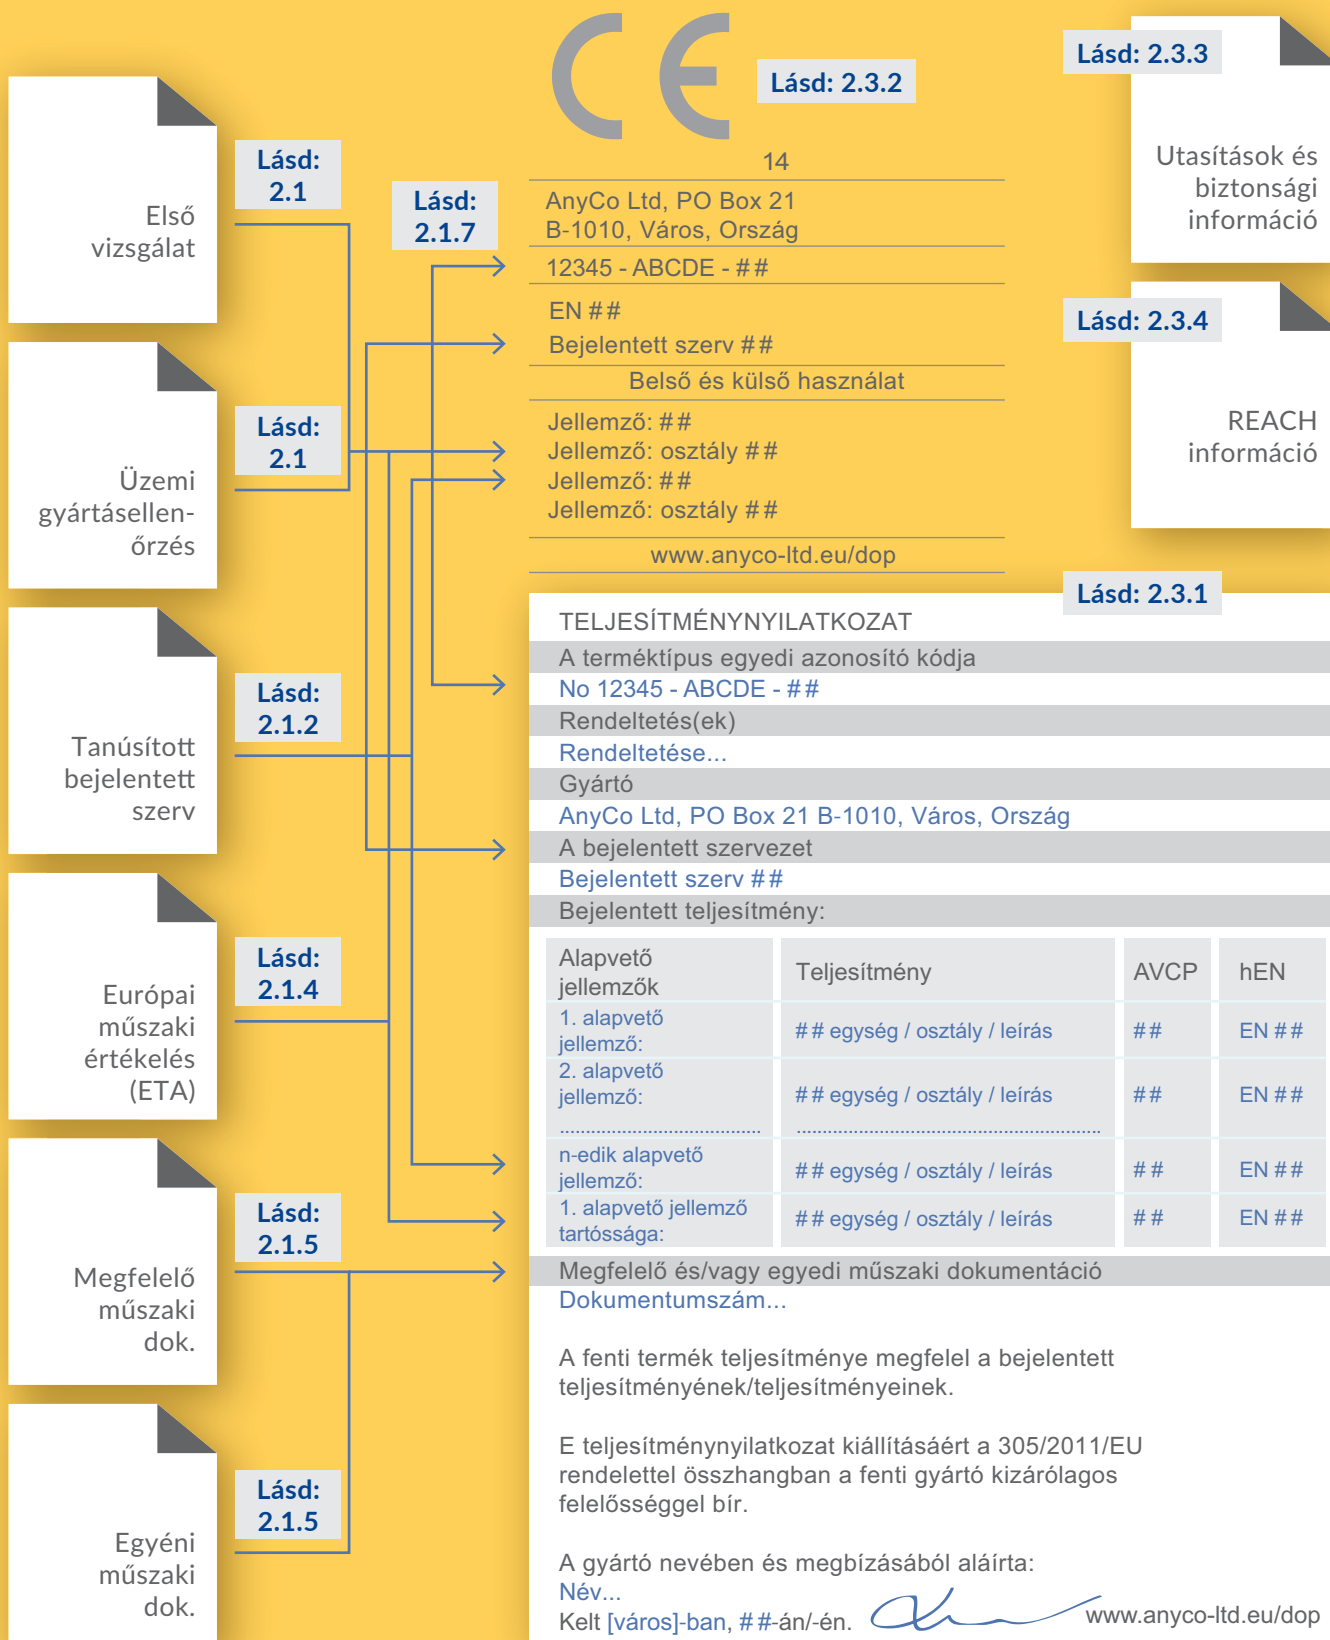 CE
Lásd: 2.3.2
14
AnyCo Ltd, PO Box 21
B-1010, Város, Ország
12345 - ABCDE - ##
EN ##
Bejelentett szerv ##
Belső és külső használat
Jellemző: ##
Jellemző: osztály ##
Jellemző: ##
Jellemző: osztály ##
www.anyco-ltd.eu/dop
Lásd: 2.3.3
Utasítások és
biztonsági
információ
Lásd: 2.3.4
REACH
információ
Első
vizsgálat
Lásd:
2.1
Lásd:
2.1.7
Üzemi
gyártásellen-
őrzés
Lásd:
2.1
Tanúsított
bejelentett
szerv
Lásd:
2.1.2
Európai
műszaki
értékelés
(ETA)
Lásd:
2.1.4
Megfelelő
műszaki
dok.
Lásd:
2.1.5
Egyéni
műszaki
dok.
Lásd:
2.1.5
Lásd: 2.3.1
TELJESÍTMÉNYNYILATKOZAT
A terméktípus egyedi azonosító kódja
No 12345 - ABCDE - ##
Rendeltetés(ek)
Rendeltetése...
Gyártó
AnyCo Ltd, PO Box 21 B-1010, Város, Ország
A bejelentett szervezet
Bejelentett szerv ##
Bejelentett teljesítmény:
Alapvető
jellemzők
Teljesítmény
AVCP
hEN
1. alapvető
jellemző:
## egység / osztály / leírás
##
EN ##
2. alapvető
jellemző:
## egység / osztály / leírás
##
EN ##
...................................
.....................................................
n-edik alapvető
jellemző:
## egység / osztály / leírás
##
EN ##
1. alapvető jellemző
tartóssága:
## egység / osztály / leírás
##
EN ##
Megfelelő és/vagy egyedi műszaki dokumentáció
Dokumentumszám...
A fenti termék teljesítménye megfelel a bejelentett
teljesítményének/teljesítményeinek.
E teljesítménynyilatkozat kiállításáért a 305/2011/EU
rendelettel összhangban a fenti gyártó kizárólagos
felelősséggel bír.
A gyártó nevében és megbízásából aláírta:
Név...
Kelt [város]-ban, ##-án/-én.
www.anyco-ltd.eu/dop